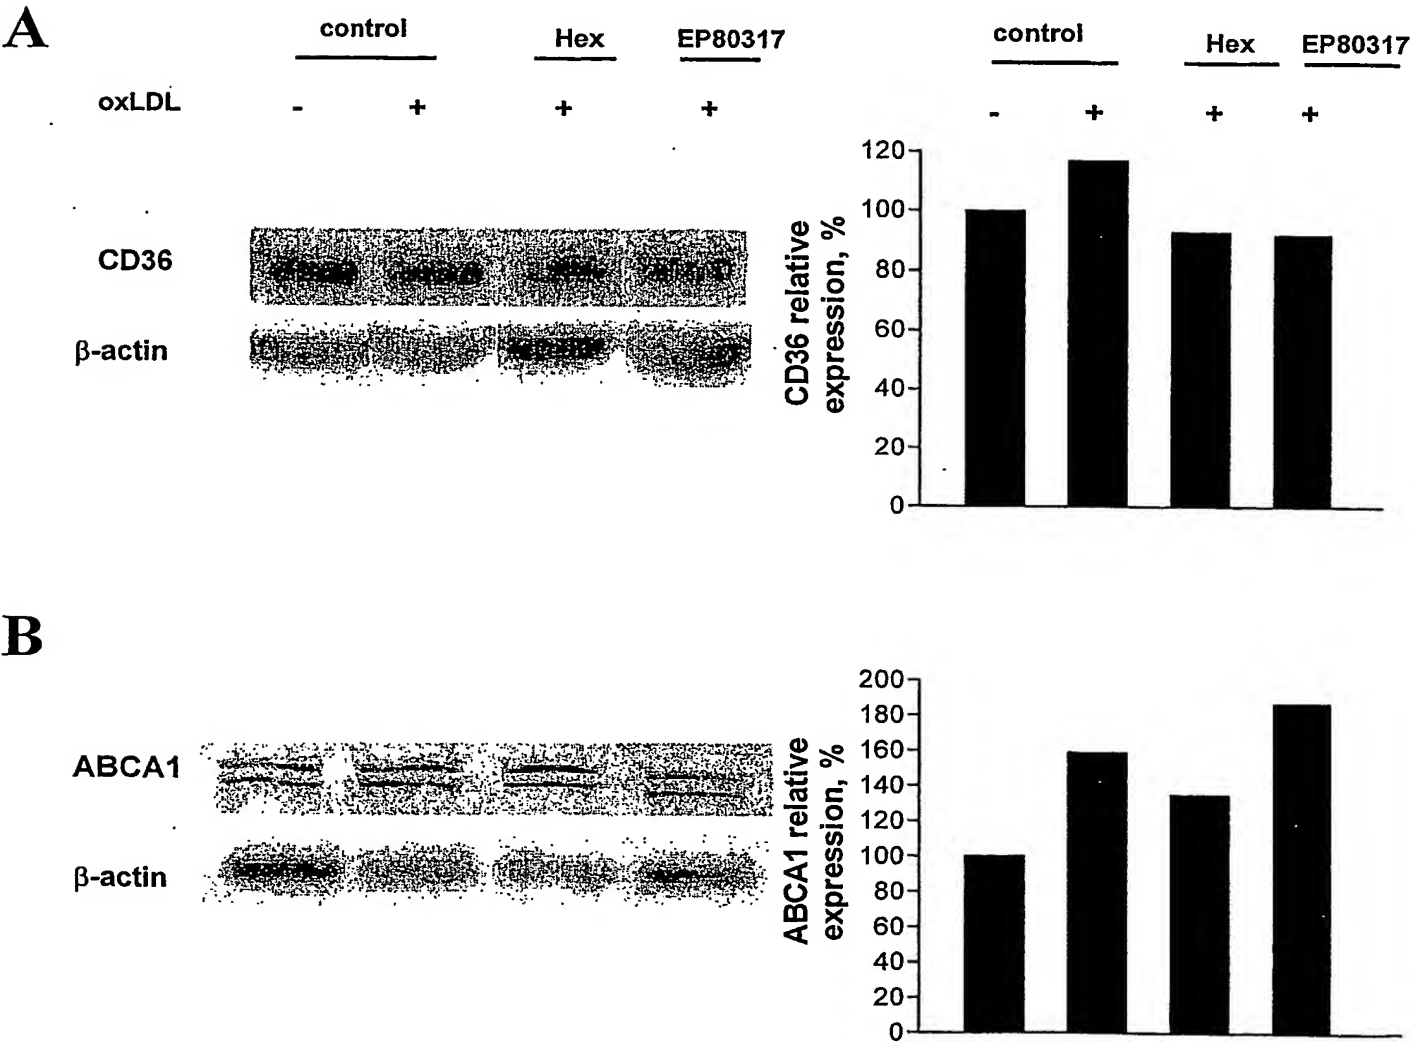 A
control Hex EP80317
oxLDL - + + +
CD36
β-actin
control Hex EP80317
- + + +
CD36 relative
expression, %
120
100
80
60
40
20
0
B
ABCA1
β-actin
ABCA1 relative
expression, %
200
180
160
140
120
100
80
60
40
20
0